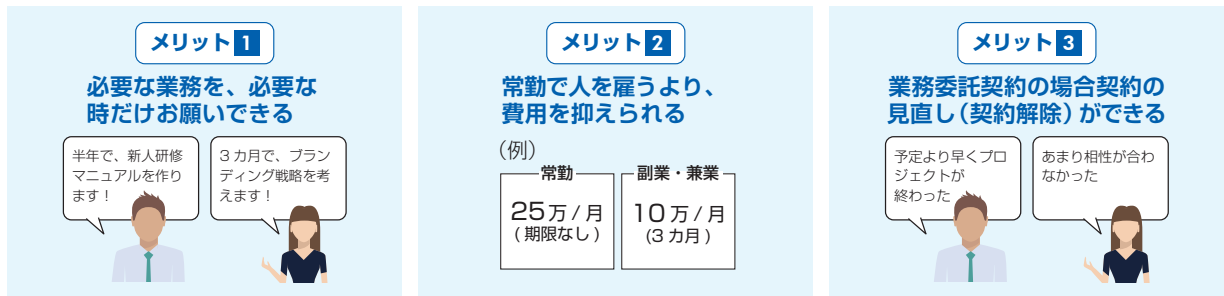 メリット 1
必要な業務を、必要な
時だけお願いできる
半年で、新人研修
マニュアルを作り
ます！
3 カ月で、ブラン
ディング戦略を考
えます！
メリット 2
常勤で人を雇うより、
費用を抑えられる
（例）
常勤
25 万 / 月
( 期限なし )
副業・兼業
10 万 / 月
(3 カ月 )
メリット 3
業務委託契約の場合契約の
見直し（契約解除）ができる
予定より早くプロ
ジェクトが
終わった
あまり相性が合わ
なかった